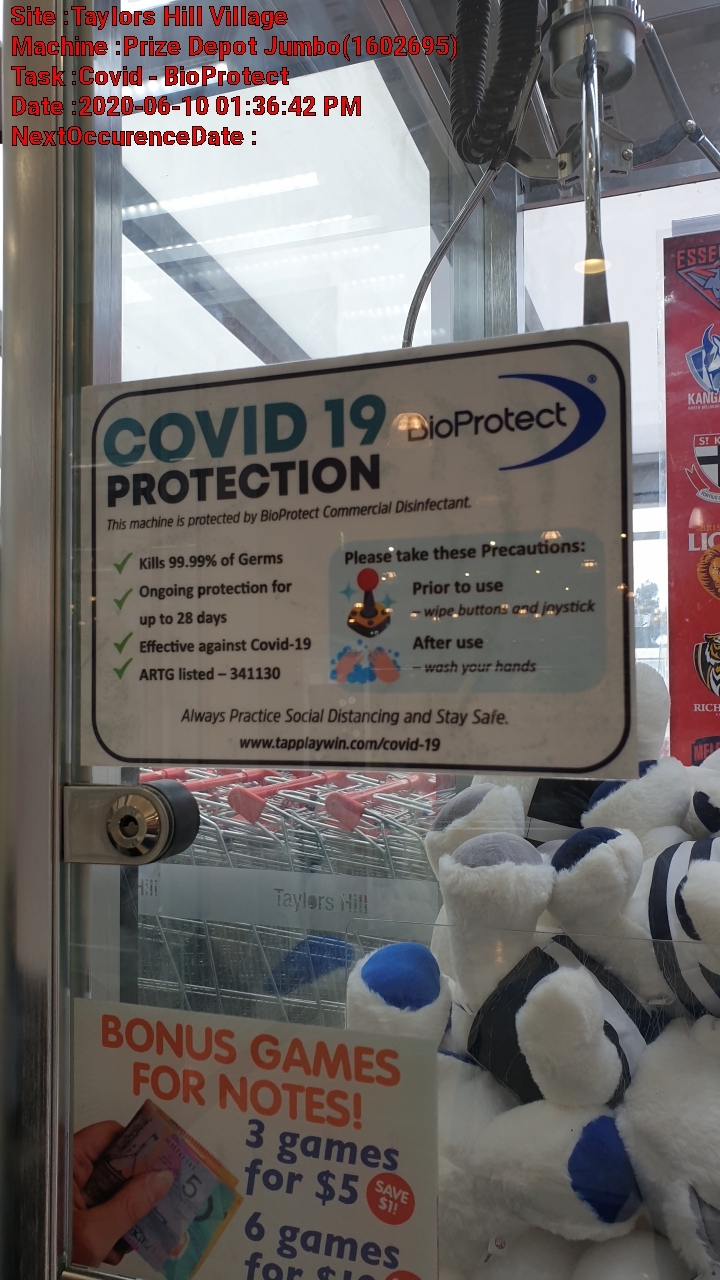 Site :Taylors Hill Village
Machine :Prize Depot Jumbo(1602695)
Task :Covid - BioProtect
Date :2020-06-10 01:36:42 PM
NextOccurenceDate :
COVID 19
PROTECTION
BioProtect®
This machine is protected by BioProtect Commercial Disinfectant.
✓ Kills 99.99% of Germs
✓ Ongoing protection for
up to 28 days
✓ Effective against Covid-19
✓ ARTG listed – 341130
Please take these Precautions:
Prior to use
– wipe buttons and joystick
After use
– wash your hands
Always Practice Social Distancing and Stay Safe.
www.tapplaywin.com/covid-19
Hill
Taylors Hill
BONUS GAMES
FOR NOTES!
3 games
for $5
SAVE
$1!
6 games
for
5